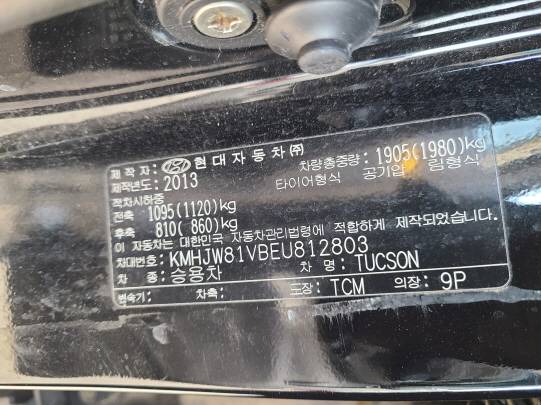 제 작 자: 현대자동차㈜ 차량총중량: 1905(1980)kg
제작년도: 2013 타이어형식 공기압 림형식
적차시하중
전축 1095(1120)kg
후축 810( 860)kg
이 자동차는 대한민국 자동차관리법령에 적합하게 제작되었습니다.
차대번호: KMHJW81VBEU812803
차 종: 승용차 차 명: TUCSON
변속기: 차축: 도장: TCM 의장: 9P